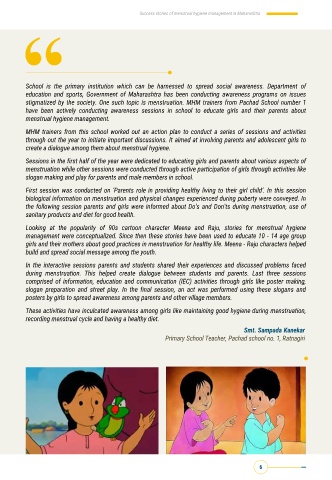 Success stories of menstrual hygiene management in Maharashtra
School is the primary institution which can be harnessed to spread social awareness. Department of
education and sports, Government of Maharashtra has been conducting awareness programs on issues
stigmatized by the society. One such topic is menstruation. MHM trainers from Pachad School number 1
have been actively conducting awareness sessions in school to educate girls and their parents about
menstrual hygiene management.
MHM trainers from this school worked out an action plan to conduct a series of sessions and activities
through out the year to initiate important discussions. It aimed at involving parents and adolescent girls to
create a dialogue among them about menstrual hygiene.
Sessions in the first half of the year were dedicated to educating girls and parents about various aspects of
menstruation while other sessions were conducted through active participation of girls through activities like
slogan making and play for parents and male members in school.
First session was conducted on 'Parents role in providing healthy living to their girl child'. In this session
biological information on menstruation and physical changes experienced during puberty were conveyed. In
the following session parents and girls were informed about Do's and Don'ts during menstruation, use of
sanitary products and diet for good health.
Looking at the popularity of 90s cartoon character Meena and Raju, stories for menstrual hygiene
management were conceptualized. Since then these stories have been used to educate 10 - 14 age group
girls and their mothers about good practices in menstruation for healthy life. Meena - Raju characters helped
build and spread social message among the youth.
In the interactive sessions parents and students shared their experiences and discussed problems faced
during menstruation. This helped create dialogue between students and parents. Last three sessions
comprised of information, education and communication (IEC) activities through girls like poster making,
slogan preparation and street play. In the final session, an act was performed using these slogans and
posters by girls to spread awareness among parents and other village members.
These activities have inculcated awareness among girls like maintaining good hygiene during menstruation,
recording menstrual cycle and having a healthy diet.
Smt. Sampada Kanekar
Primary School Teacher, Pachad school no. 1, Ratnagiri
6